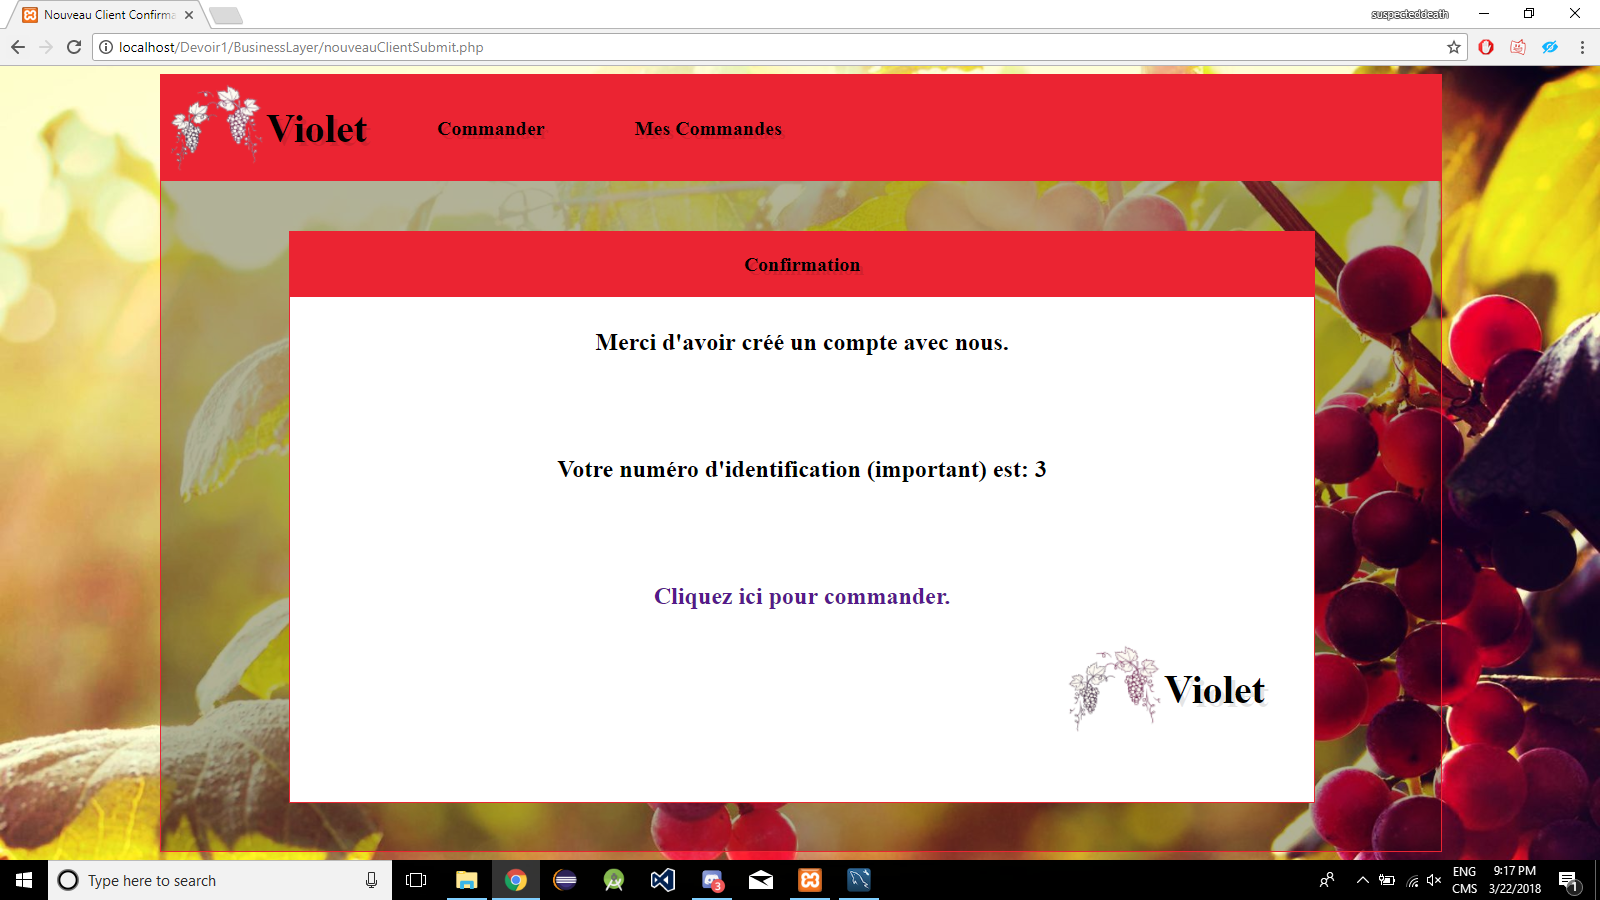 Nouveau Client Confirma
suspecteddeath
localhost/Devoir1/BusinessLayer/nouveauClientSubmit.php
Violet
Commander
Mes Commandes
Confirmation
Merci d'avoir créé un compte avec nous.
Votre numéro d'identification (important) est: 3
Cliquez ici pour commander.
Violet
Type here to search
3
ENG
CMS
9:17 PM
3/22/2018
1